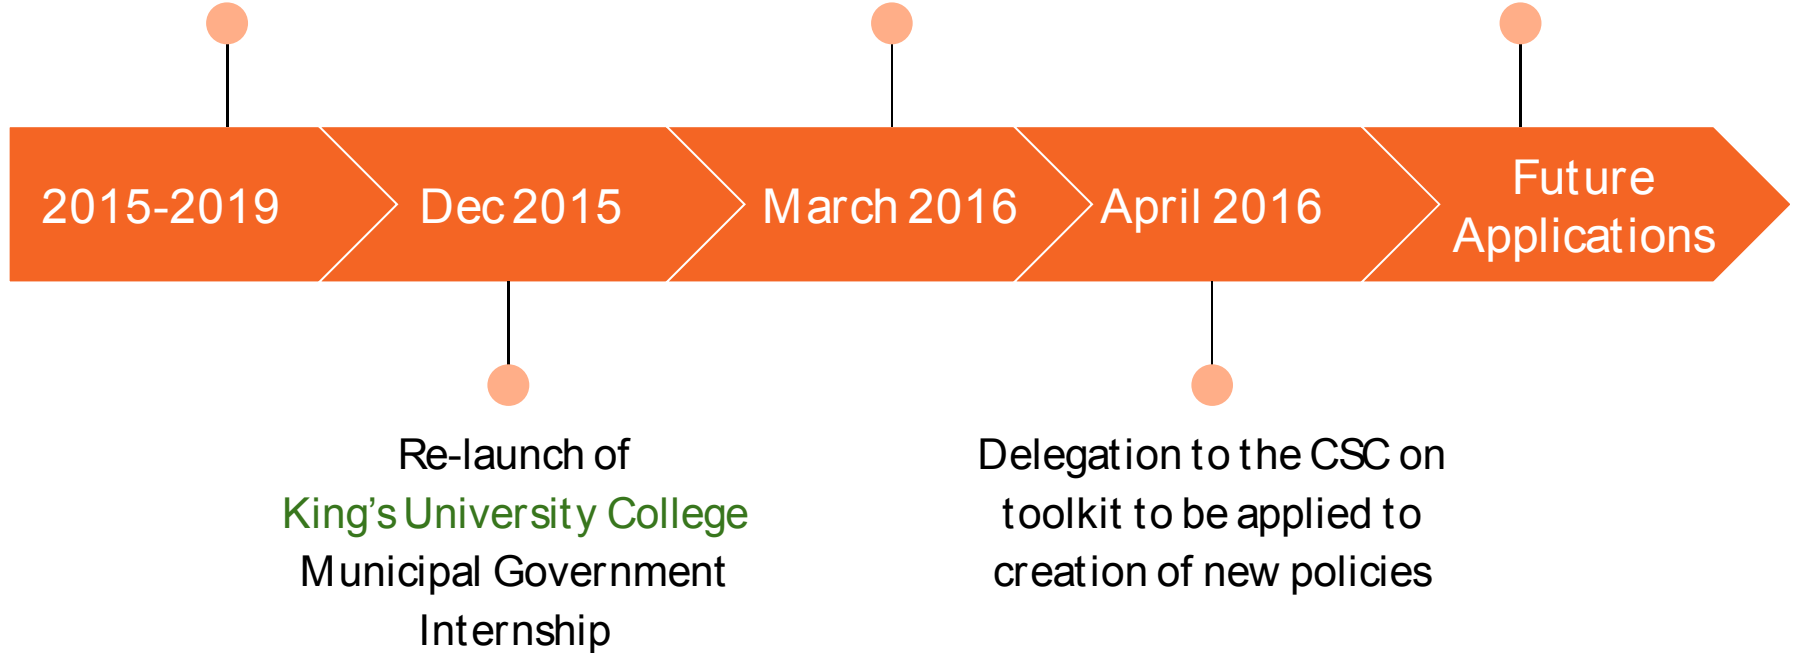 2015-2019
Dec 2015
March 2016
April 2016
Future
Applications
Re-launch of
King's University College
Municipal Government
Internship
Delegation to the CSC on
toolkit to be applied to
creation of new policies